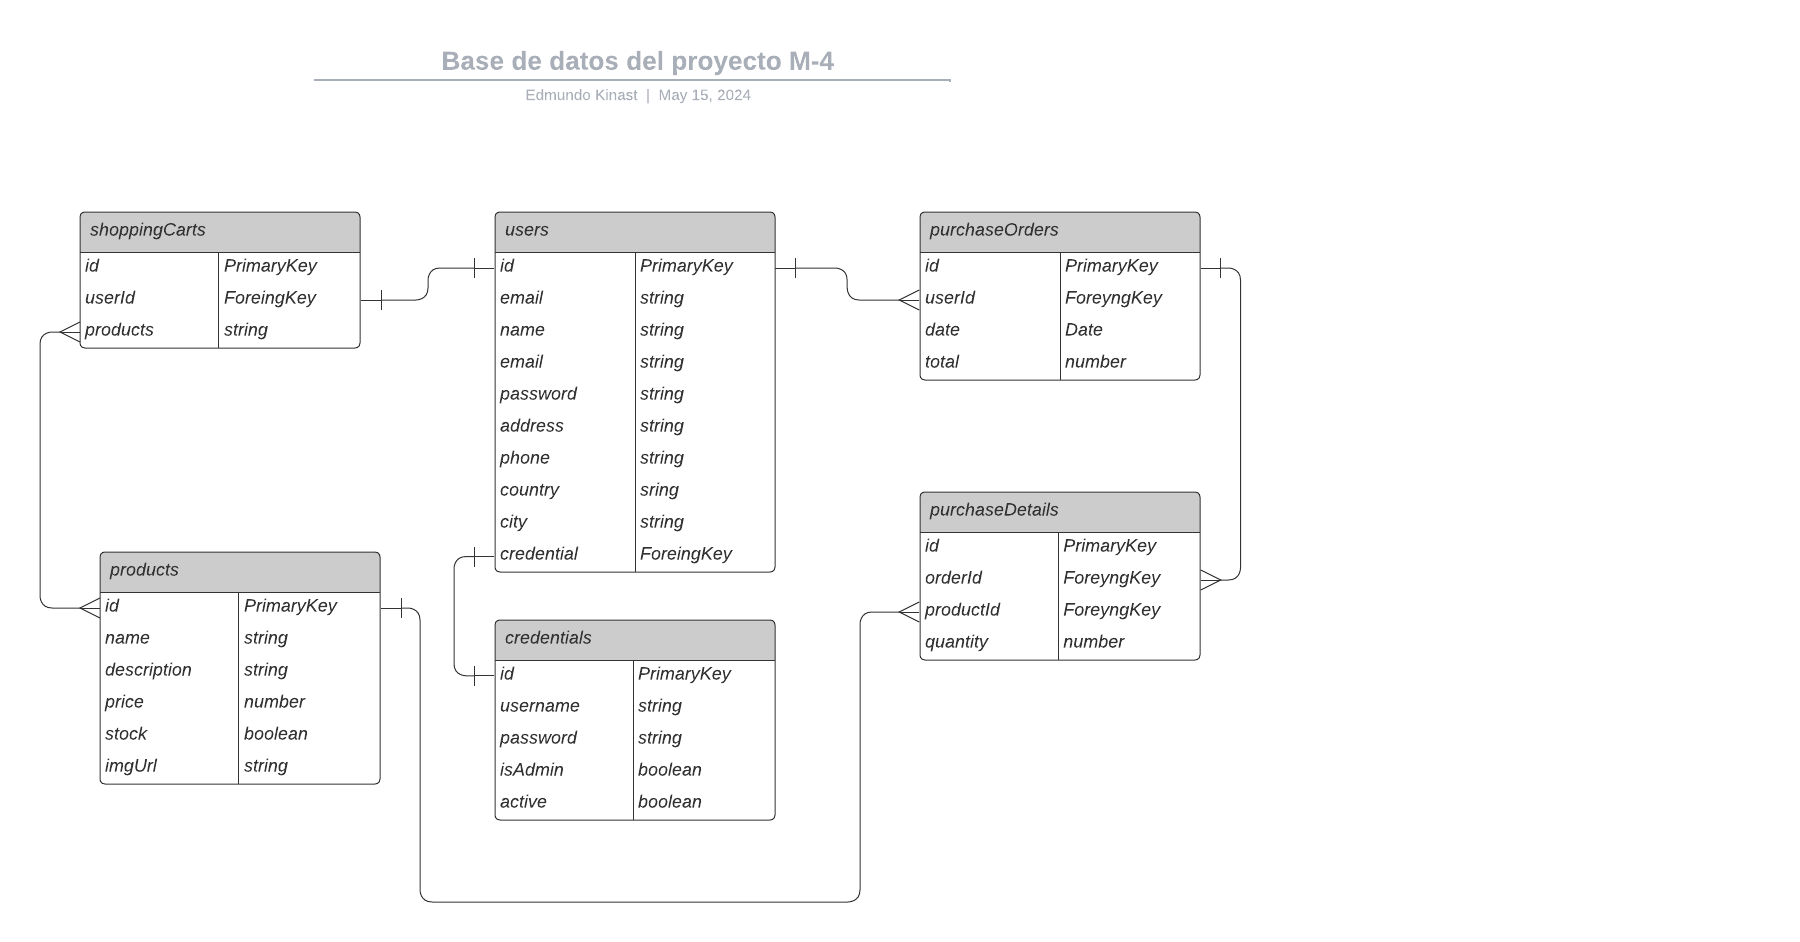 Base de datos del proyecto M-4
Edmundo Kinast | May 15, 2024
shoppingCarts
id PrimaryKey
userId ForeingKey
products string
users
id PrimaryKey
email string
name string
email string
password string
address string
phone string
country sring
city string
credential ForeingKey
purchaseOrders
id PrimaryKey
userId ForeyngKey
date Date
total number
products
id PrimaryKey
name string
description string
price number
stock boolean
imgUrl string
credentials
id PrimaryKey
username string
password string
isAdmin boolean
active boolean
purchaseDetails
id PrimaryKey
orderId ForeyngKey
productId ForeyngKey
quantity number